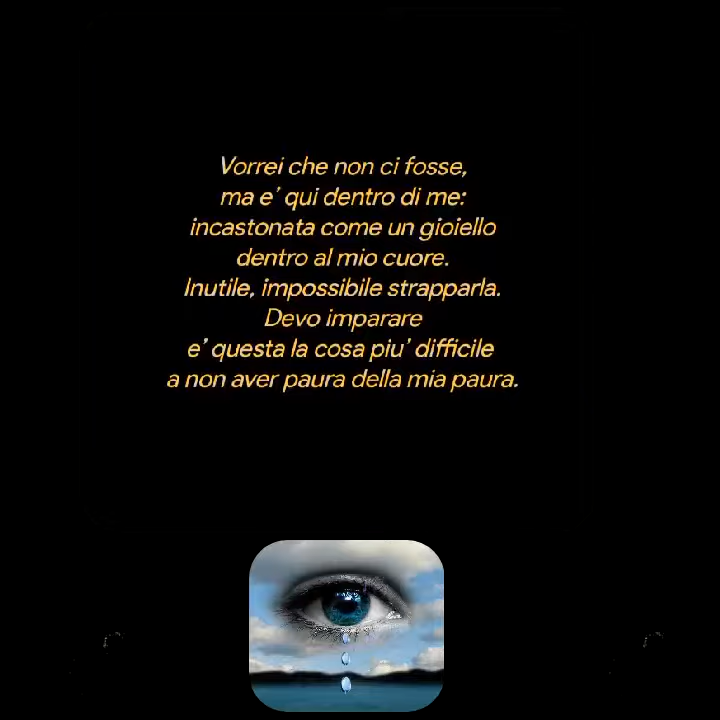 Vorrei che non ci fosse,
ma e' qui dentro di me:
incastonata come un gioiello
dentro al mio cuore.
Inutile, impossibile strapparla.
Devo imparare
e' questa la cosa piu' difficile
a non aver paura della mia paura.